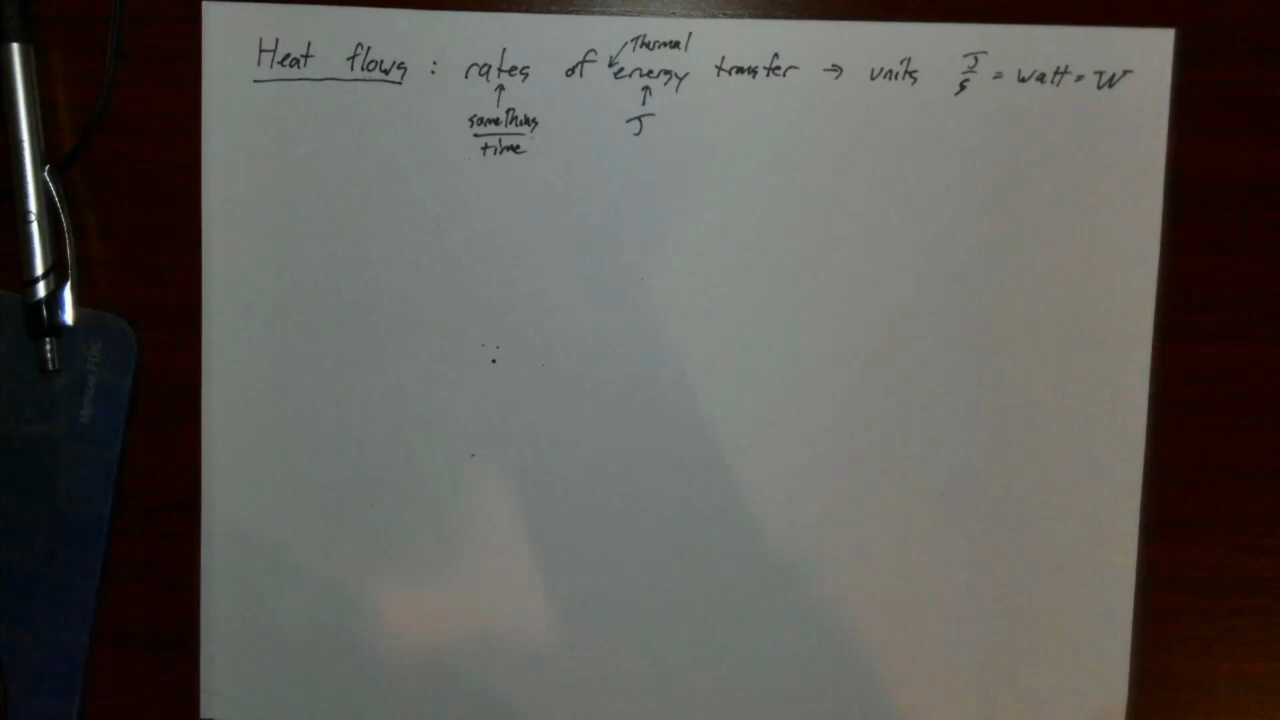 Thermal
Heat flows : rates of energy transfer → units J/s = watt = W
something/time
J